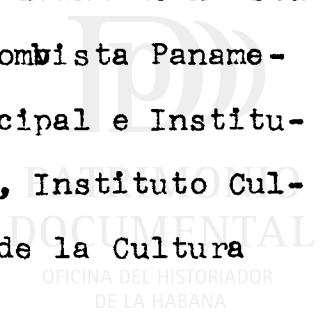 ombista Paname-
cipal e Institu-
, Instituto Cul-
de la Cultura
PATRIMONIO
DOCUMENTAL
OFICINA DEL HISTORIADOR
DE LA HABANA